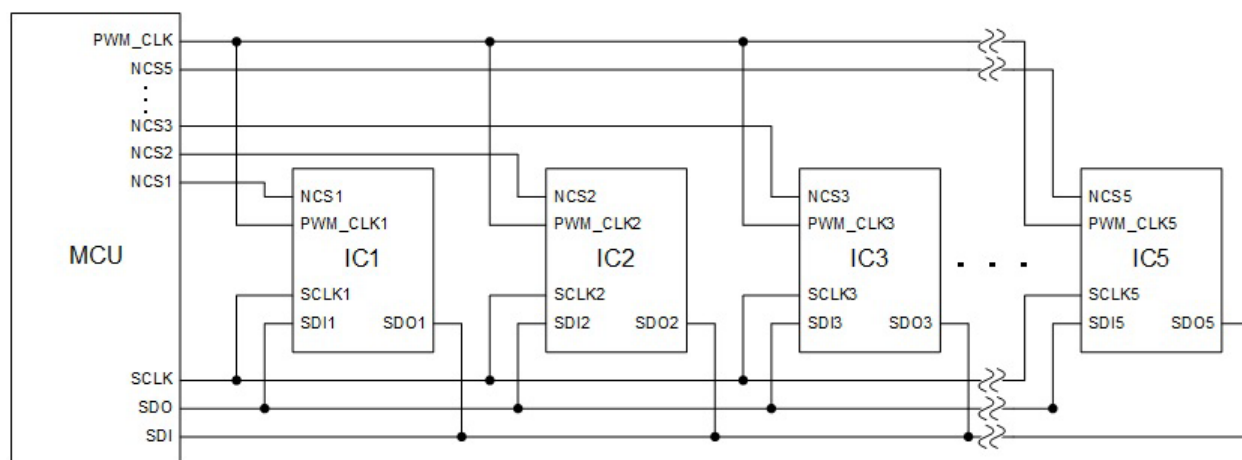 PWM_CLK
NCS5
NCS3
NCS2
NCS1
MCU
SCLK
SDO
SDI
NCS1
PWM_CLK1
IC1
SCLK1
SDI1 SDO1
NCS2
PWM_CLK2
IC2
SCLK2
SDI2 SDO2
NCS3
PWM_CLK3
IC3
SCLK3
SDI3 SDO3
. . .
NCS5
PWM_CLK5
IC5
SCLK5
SDI5 SDO5